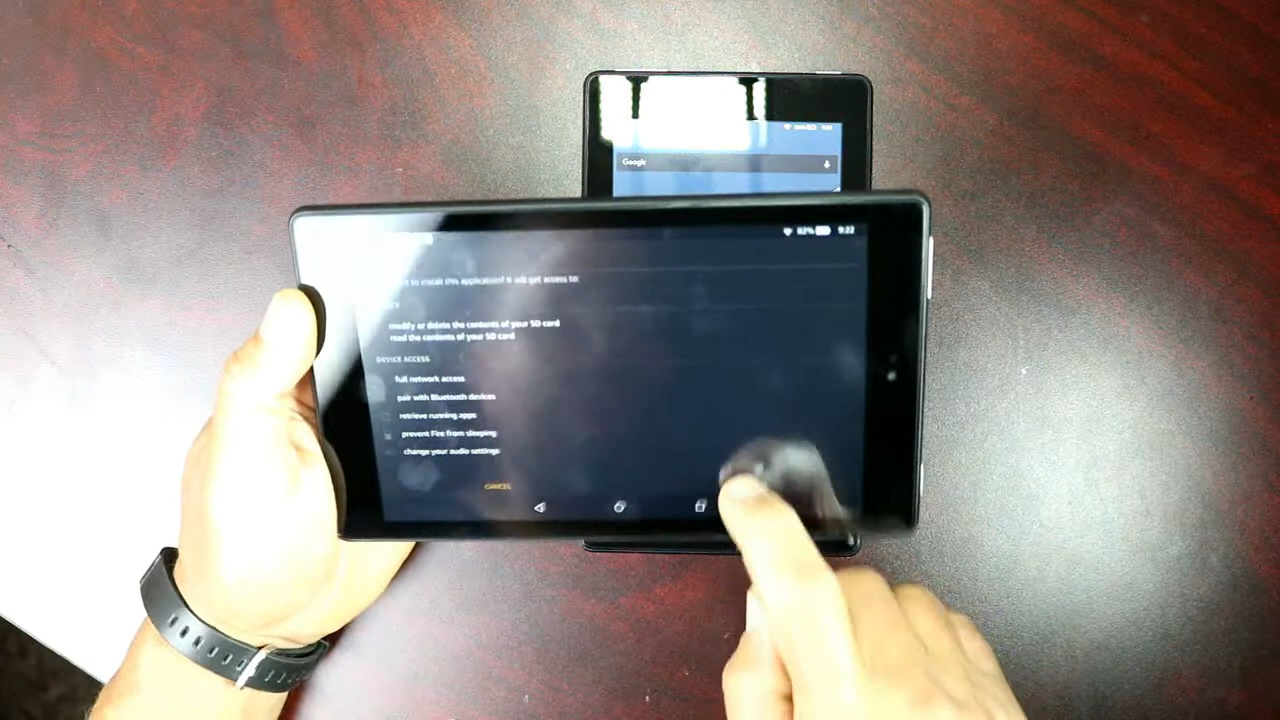 Google
82% 9:22
to install this application? It will get access to:
modify or delete the contents of your SD card
read the contents of your SD card
DEVICE ACCESS
full network access
pair with Bluetooth devices
retrieve running apps
prevent Fire from sleeping
change your audio settings
CANCEL